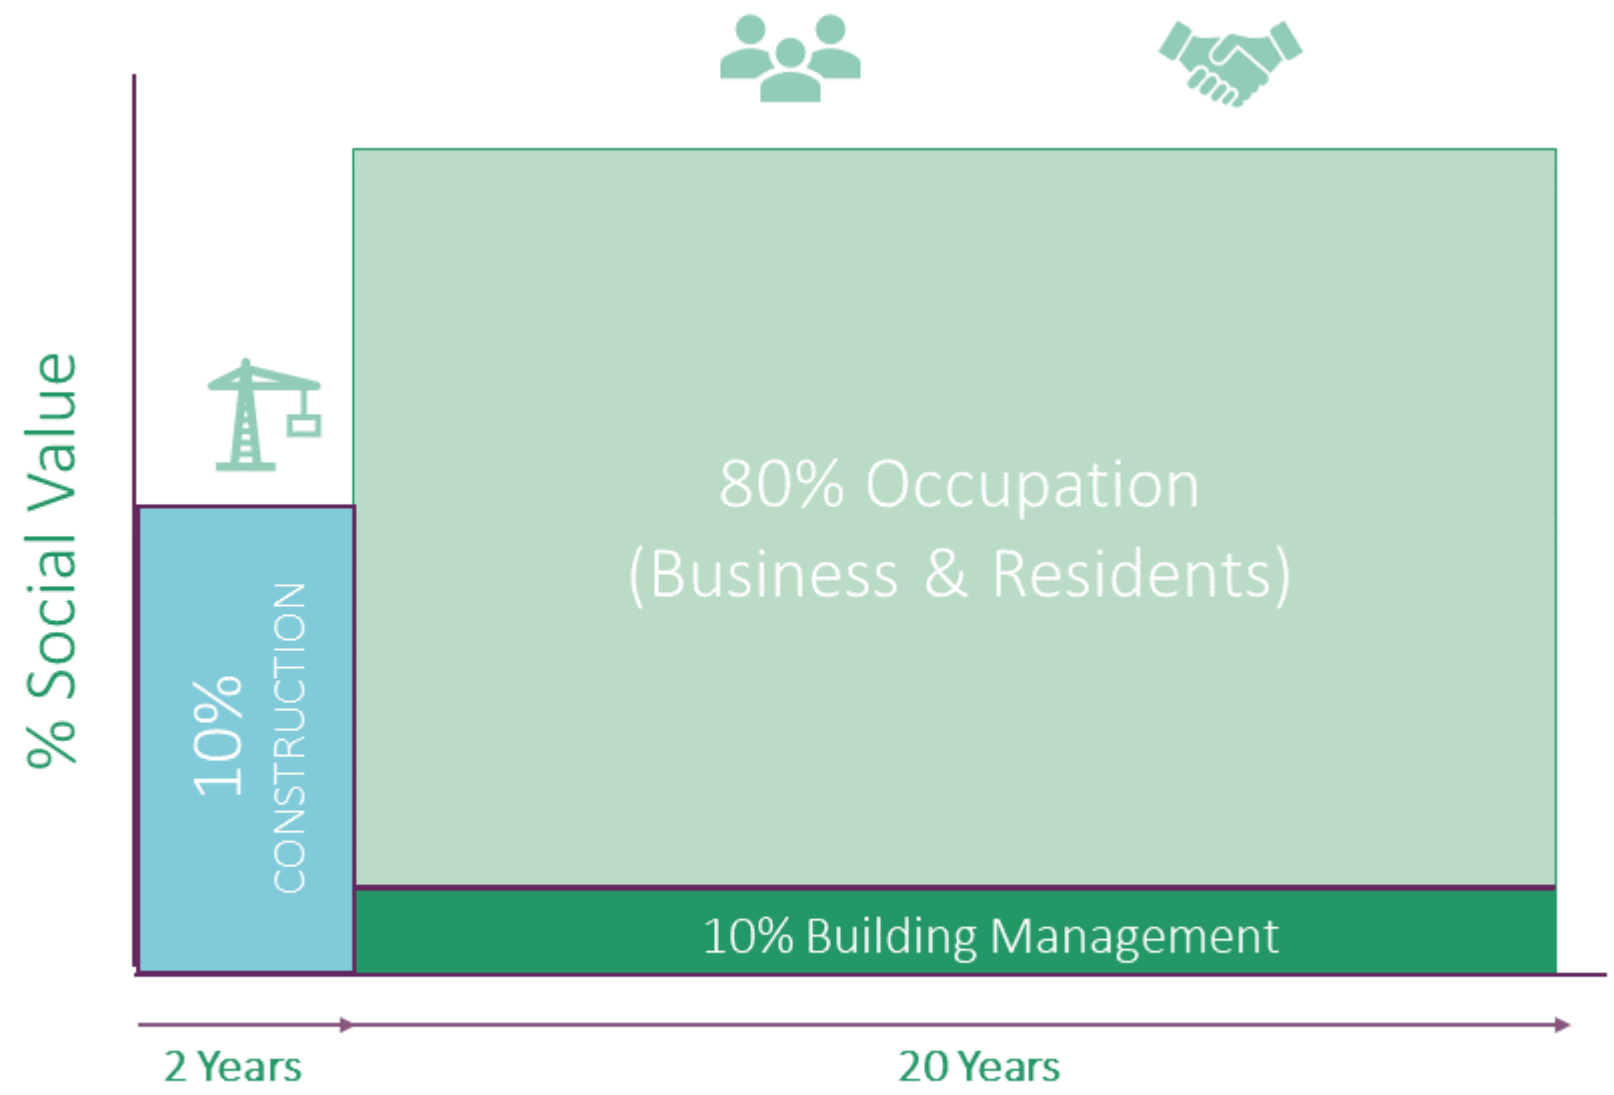 % Social Value
10%
CONSTRUCTION
80% Occupation
(Business & Residents)
10% Building Management
2 Years
20 Years